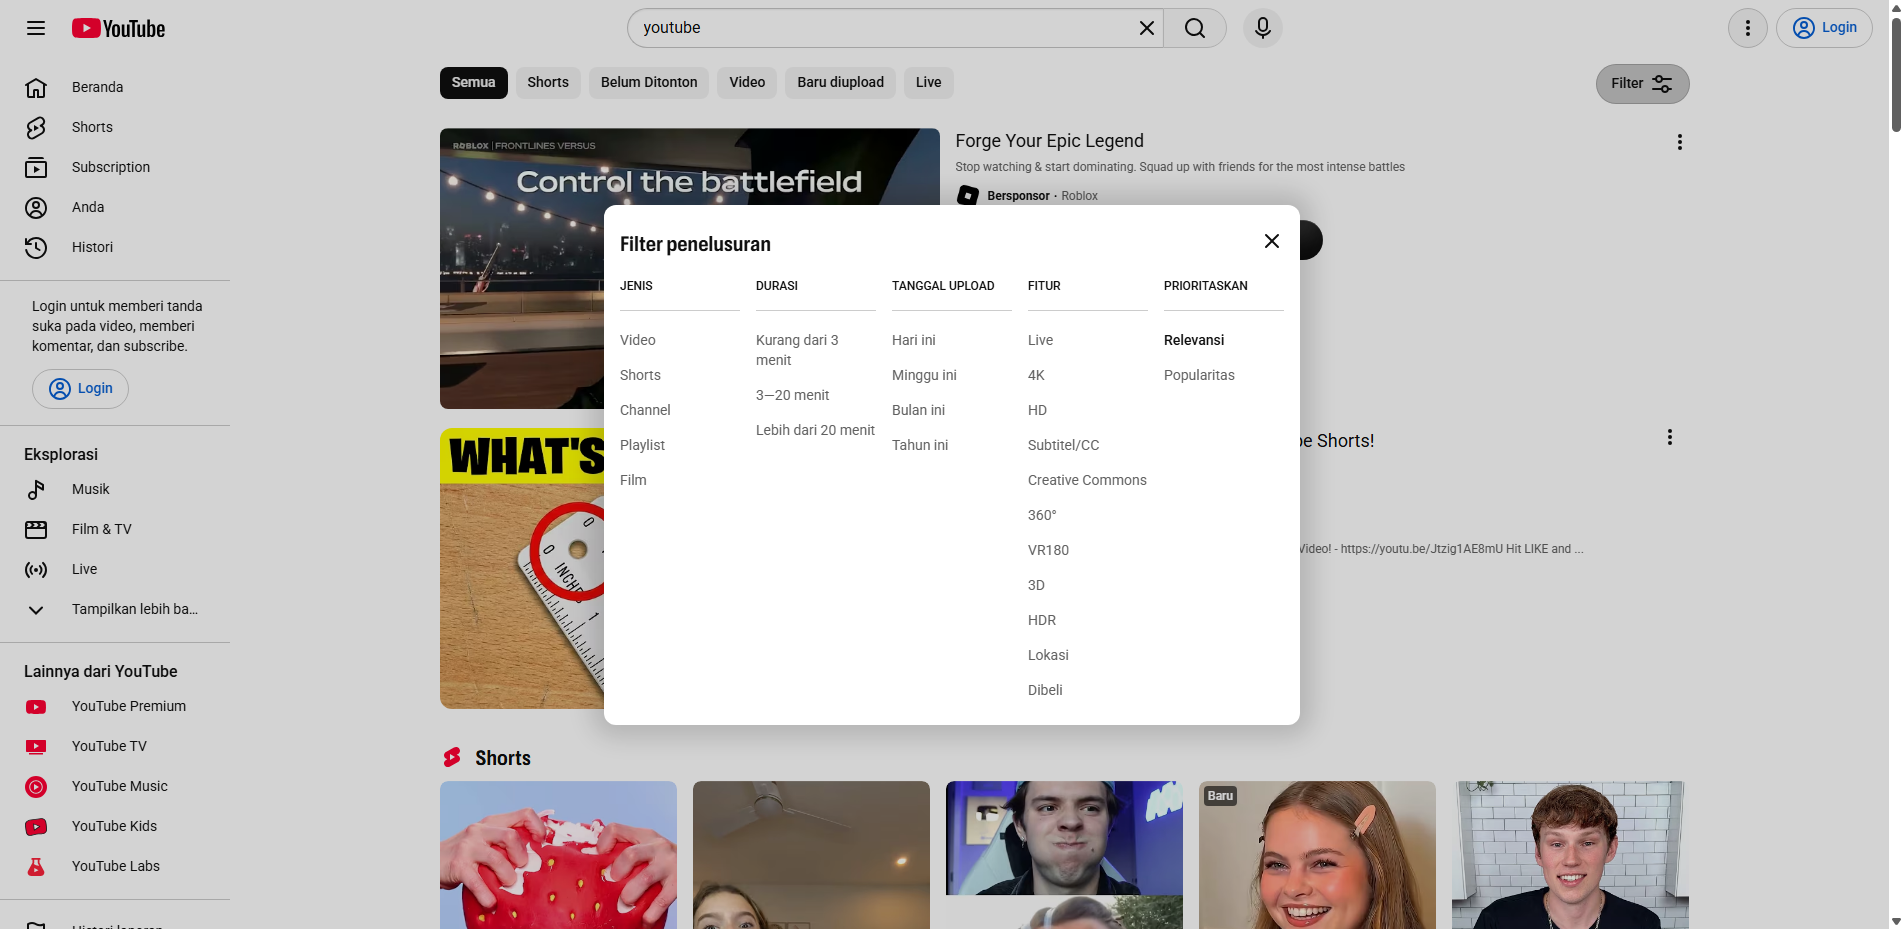 YouTube
youtube
Login
Beranda
Shorts
Subscription
Anda
Histori
Login untuk memberi tanda
suka pada video, memberi
komentar, dan subscribe.
Login
Eksplorasi
Musik
Film & TV
Live
Tampilkan lebih ba...
Lainnya dari YouTube
YouTube Premium
YouTube TV
YouTube Music
YouTube Kids
YouTube Labs
Semua
Shorts
Belum Ditonton
Video
Baru diupload
Live
Filter
ROBLOX | FRONTLINES VERSUS
Control the battlefield
Forge Your Epic Legend
Stop watching & start dominating. Squad up with friends for the most intense battles
Bersponsor · Roblox
Filter penelusuran
JENIS
Video
Shorts
Channel
Playlist
Film
DURASI
Kurang dari 3
menit
3–20 menit
Lebih dari 20 menit
TANGGAL UPLOAD
Hari ini
Minggu ini
Bulan ini
Tahun ini
FITUR
Live
4K
HD
Subtitel/CC
Creative Commons
360°
VR180
3D
HDR
Lokasi
Dibeli
PRIORITASKAN
Relevansi
Popularitas
WHAT'S
0
0
INCHES
Shorts!
Video! - https://youtu.be/Jtzig1AE8mU Hit LIKE and ...
Shorts
Baru